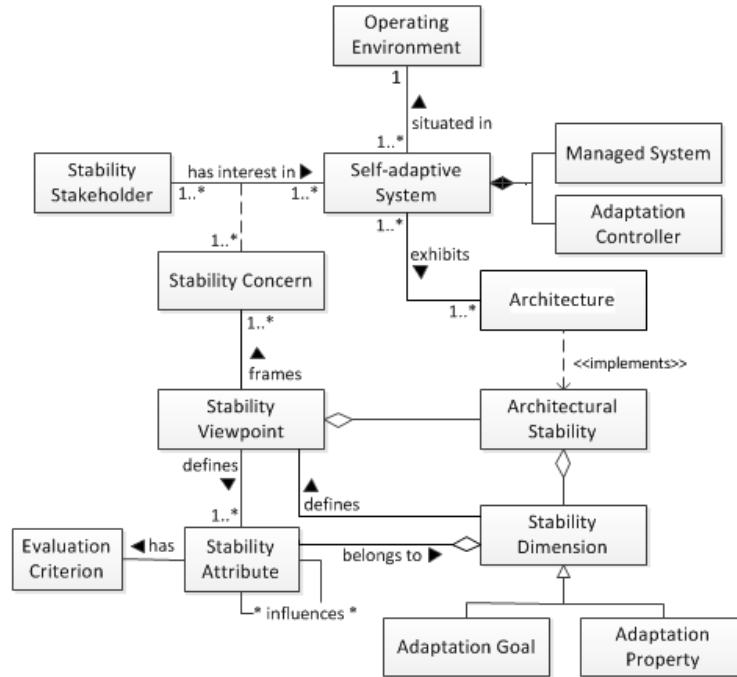 Operating
Environment
1
▲
situated in
1..*
Stability
Stakeholder
has interest in ▶
1..*
1..*
Self-adaptive
System
Managed System
Adaptation
Controller
1..*
1..*
exhibits
▼
Stability Concern
1..*
Architecture
1..*
<<implements>>
▲
frames
Stability
Viewpoint
Architectural
Stability
defines
▼
▲
defines
1..*
Evaluation
Criterion
◀ has
Stability
Attribute
belongs to ▶
Stability
Dimension
* influences *
Adaptation Goal
Adaptation
Property